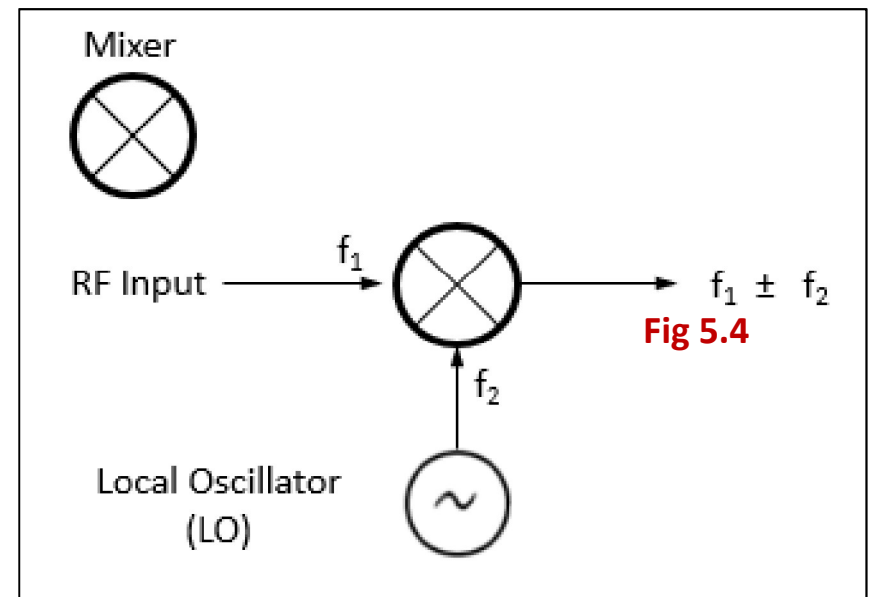 Mixer
f₁
RF Input
f₁ ± f₂
Fig 5.4
f₂
Local Oscillator
(LO)